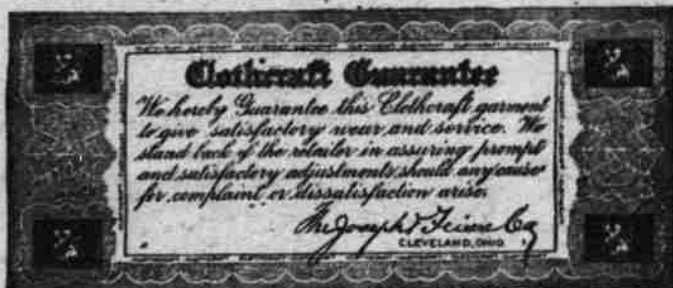 Clothcraft Guarantee
We hereby Guarantee this Clothcraft garment
to give satisfactory wear and service. We
stand back of the retailer in assuring prompt
and satisfactory adjustments should any cause
for complaint or dissatisfaction arise.
The Joseph & Feiss Co
CLEVELAND, OHIO.